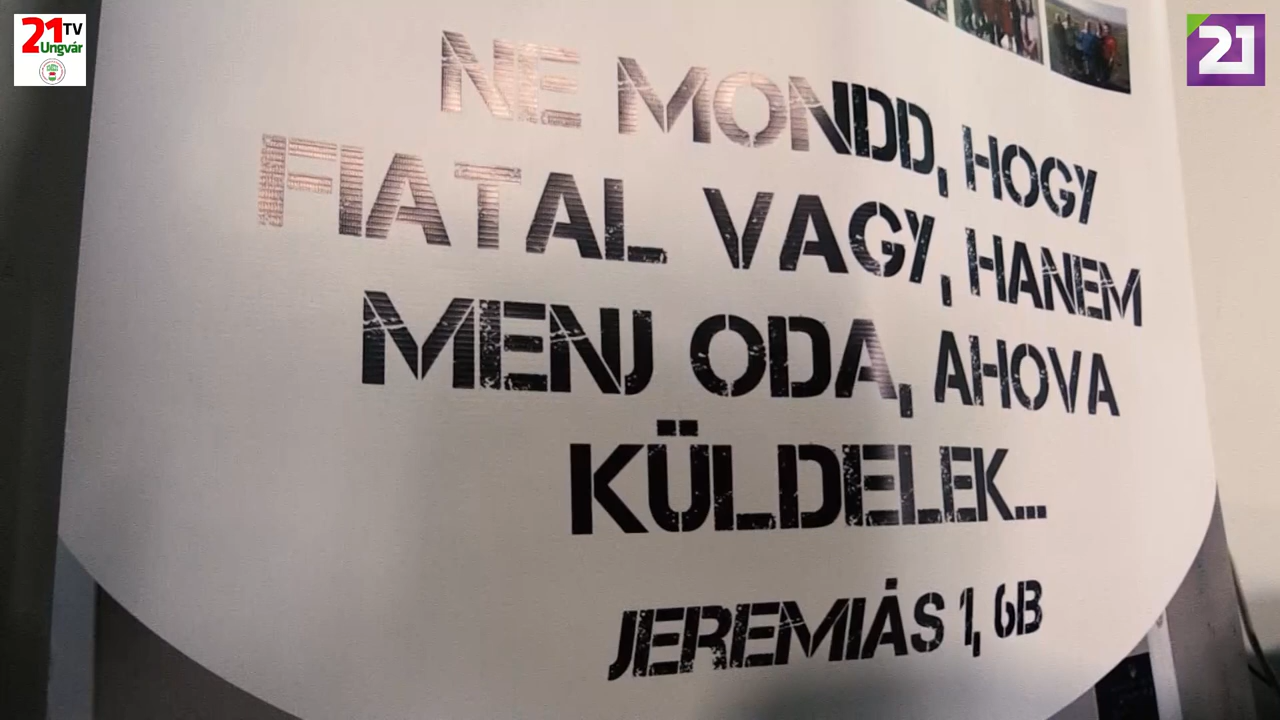 21 TV
Ungvár
21
NE MONDD, HOGY
FIATAL VAGY, HANEM
MENJ ODA, AHOVA
KÜLDELEK...
JEREMIÁS 1, 6B